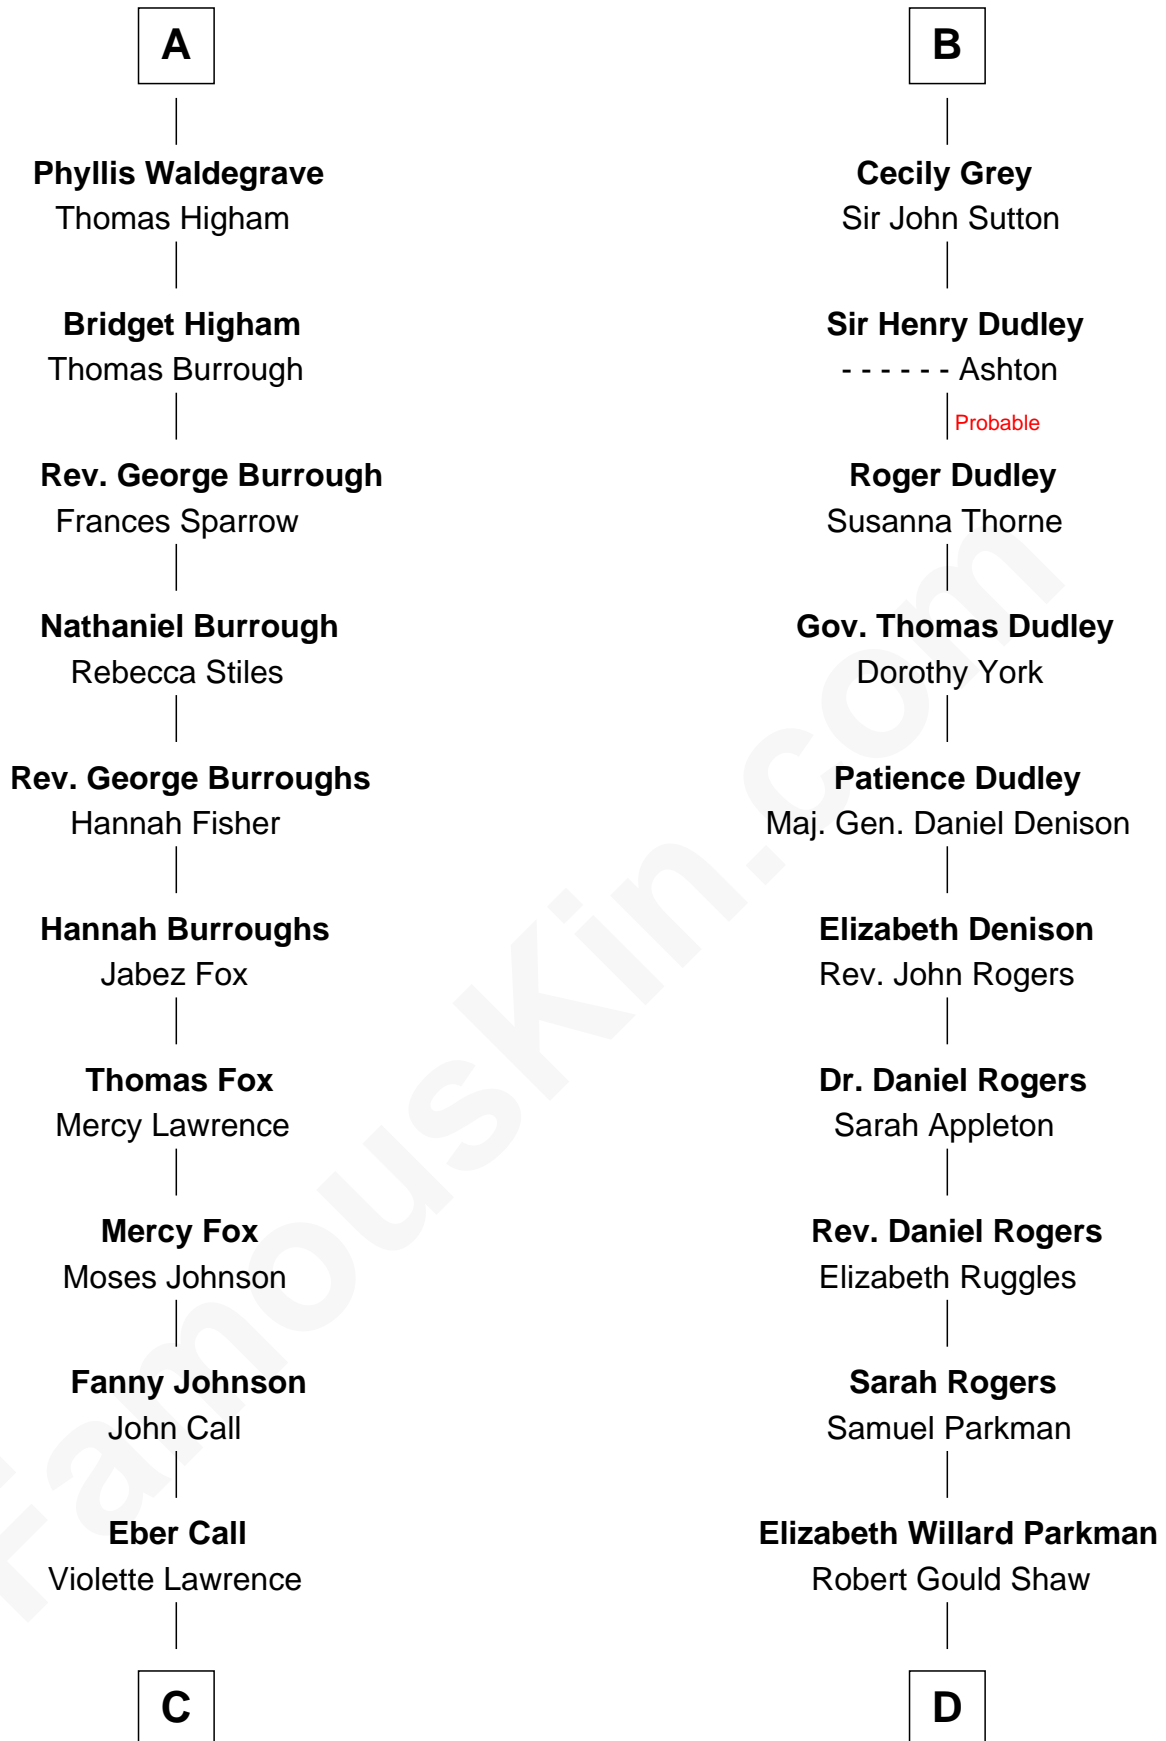 A
Phyllis Waldegrave
Thomas Higham
Bridget Higham
Thomas Burrough
Rev. George Burrough
Frances Sparrow
Nathaniel Burrough
Rebecca Stiles
Rev. George Burroughs
Hannah Fisher
Hannah Burroughs
Jabez Fox
Thomas Fox
Mercy Lawrence
Mercy Fox
Moses Johnson
Fanny Johnson
John Call
Eber Call
Violette Lawrence
C
B
Cecily Grey
Sir John Sutton
Sir Henry Dudley
- - - - - - Ashton
Probable
Roger Dudley
Susanna Thorne
Gov. Thomas Dudley
Dorothy York
Patience Dudley
Maj. Gen. Daniel Denison
Elizabeth Denison
Rev. John Rogers
Dr. Daniel Rogers
Sarah Appleton
Rev. Daniel Rogers
Elizabeth Ruggles
Sarah Rogers
Samuel Parkman
Elizabeth Willard Parkman
Robert Gould Shaw
D
FamousKin.com